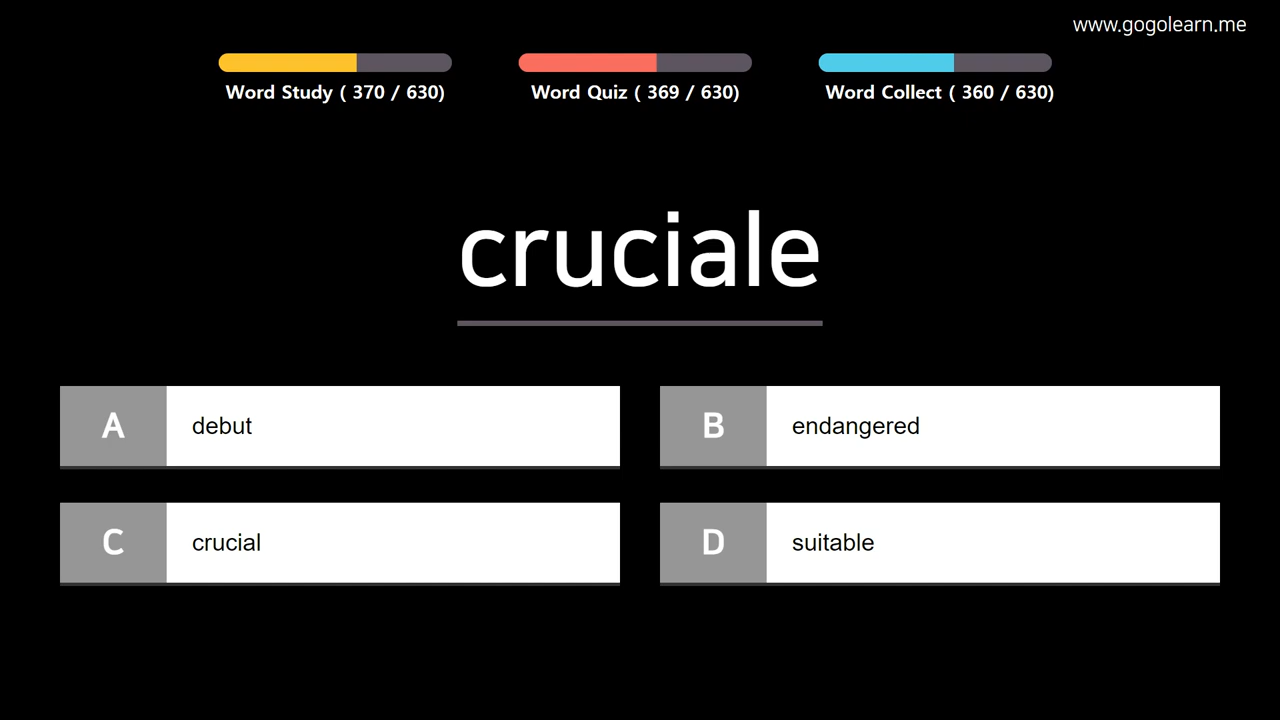 www.gogolearn.me
Word Study ( 370 / 630)
Word Quiz ( 369 / 630)
Word Collect ( 360 / 630)
cruciale
A debut
B endangered
C crucial
D suitable